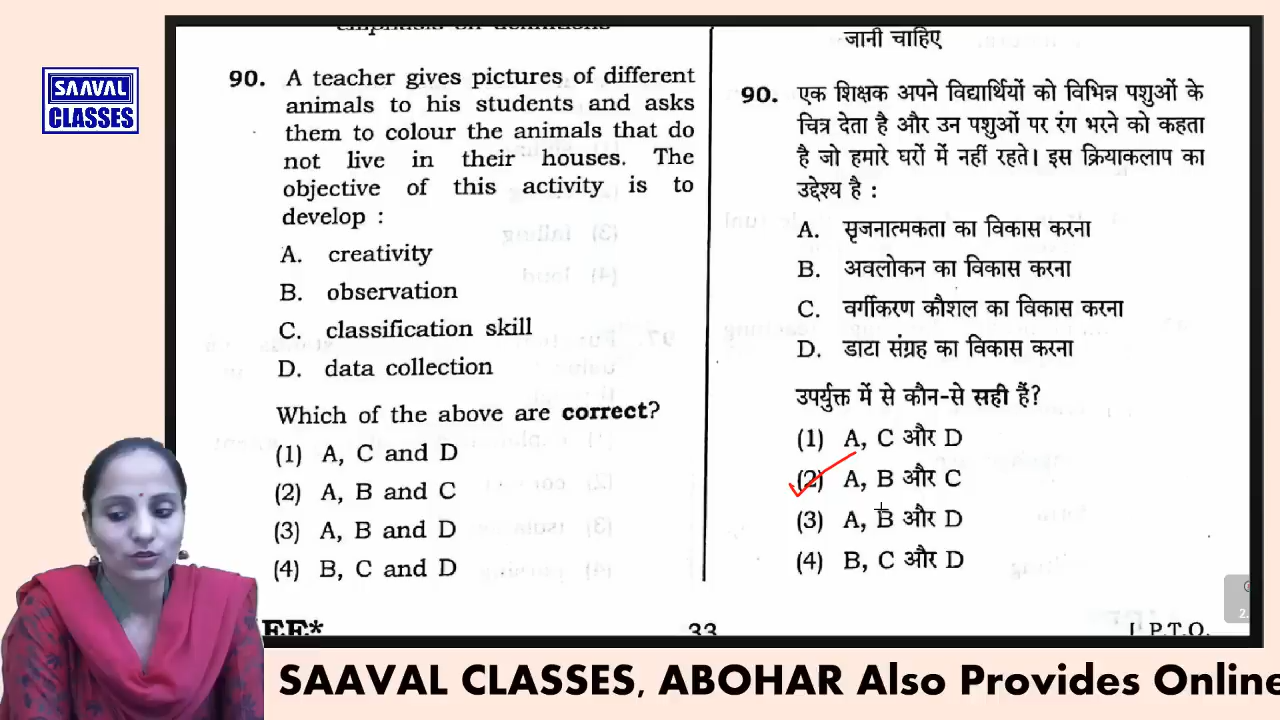 SAAVAL
CLASSES
emphasis on definitions
90. A teacher gives pictures of different
animals to his students and asks
them to colour the animals that do
not live in their houses. The
objective of this activity is to
develop :
A. creativity
B. observation
C. classification skill
D. data collection
Which of the above are correct?
(1) A, C and D
(2) A, B and C
(3) A, B and D
(4) B, C and D
जानी चाहिए
90. एक शिक्षक अपने विद्यार्थियों को विभिन्न पशुओं के
चित्र देता है और उन पशुओं पर रंग भरने को कहता
है जो हमारे घरों में नहीं रहते। इस क्रियाकलाप का
उद्देश्य है :
A. सृजनात्मकता का विकास करना
B. अवलोकन का विकास करना
C. वर्गीकरण कौशल का विकास करना
D. डाटा संग्रह का विकास करना
उपर्युक्त में से कौन-से सही हैं?
(1) A, C और D
(2) A, B और C
(3) A, B और D
(4) B, C और D
33
[ P.T.O.
SAAVAL CLASSES, ABOHAR Also Provides Online